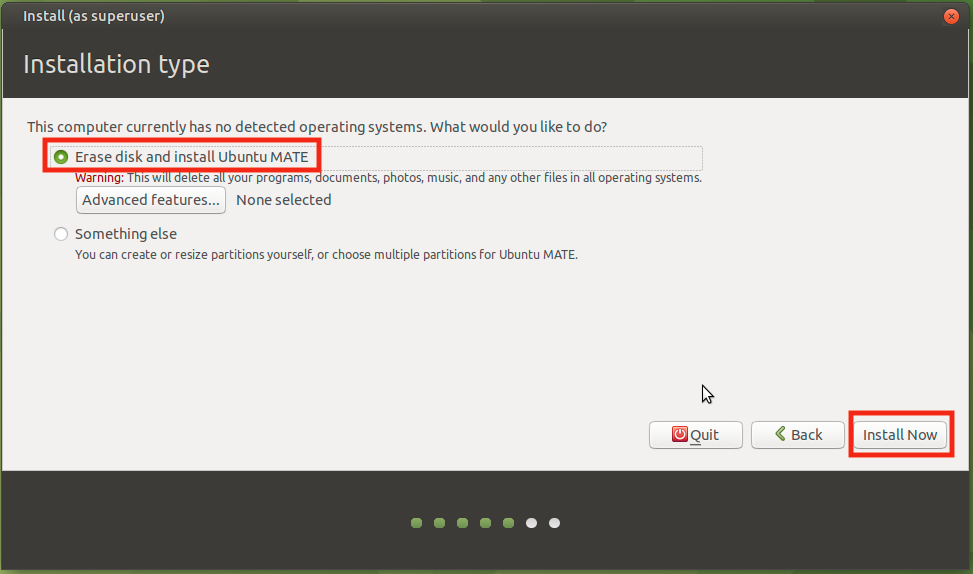 Install (as superuser)
Installation type
This computer currently has no detected operating systems. What would you like to do?
Erase disk and install Ubuntu MATE
Warning: This will delete all your programs, documents, photos, music, and any other files in all operating systems.
Advanced features... None selected
Something else
You can create or resize partitions yourself, or choose multiple partitions for Ubuntu MATE.
Quit Back Install Now